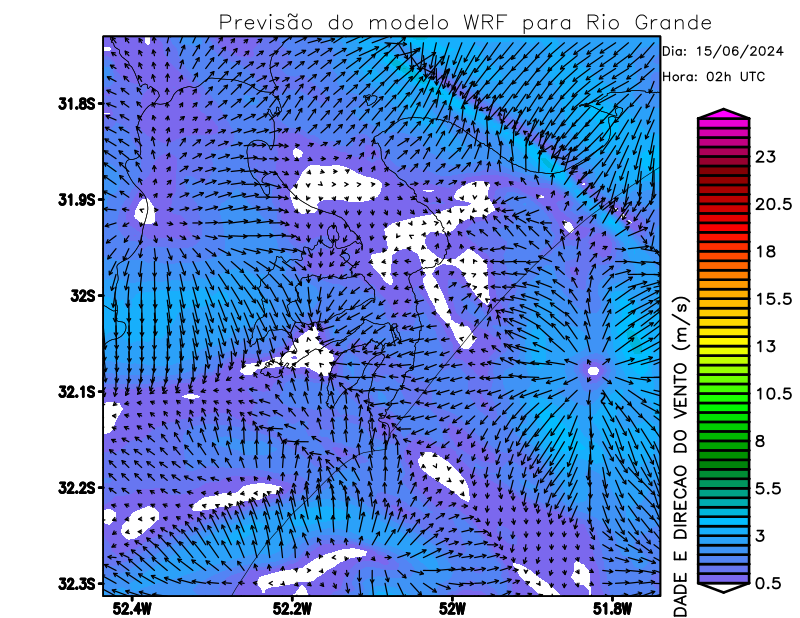 Previsão do modelo WRF para Rio Grande
Dia: 15/06/2024
Hora: 02h UTC
31.8S
31.9S
32S
32.1S
32.2S
32.3S
52.4W
52.2W
52W
51.8W
23
20.5
18
15.5
13
10.5
8
5.5
3
0.5
DADE E DIRECAO DO VENTO (m/s)